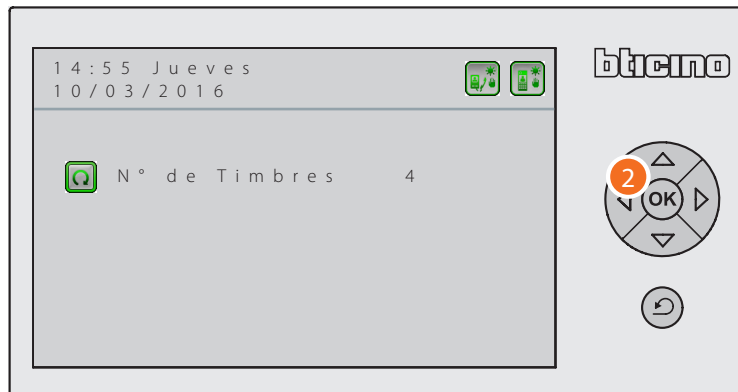 14:55 Jueves
10/03/2016
bticino
N° de Timbres 4
2
OK